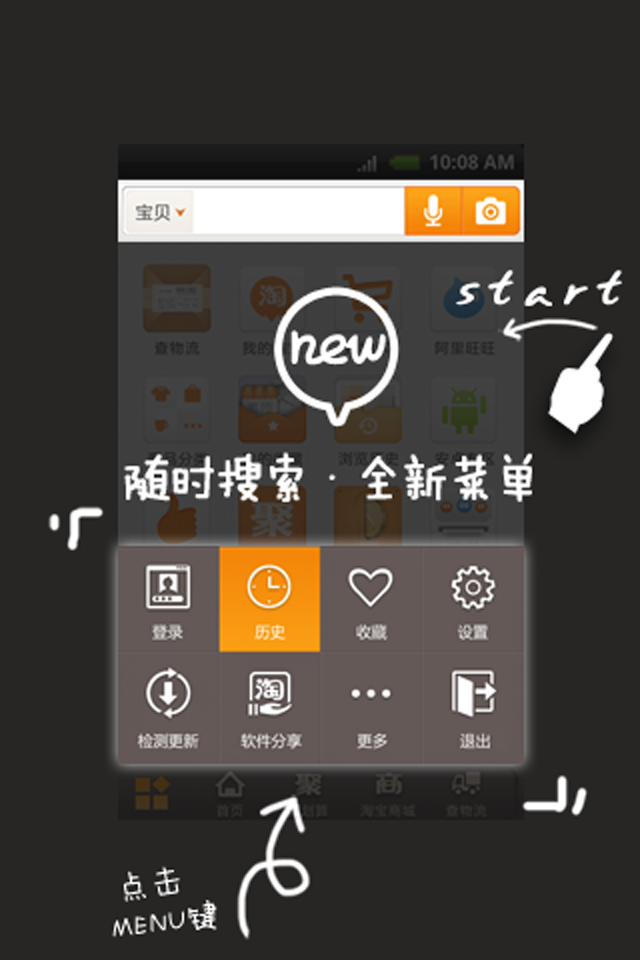 10:08 AM
宝贝
start
淘
查物流
我的
阿里旺旺
new
浏览历史
随时搜索·全新菜单
聚
登录
历史
收藏
设置
淘
检测更新
软件分享
更多
退出
聚
商
首页
划算
淘宝商城
查物流
点击
MENU键